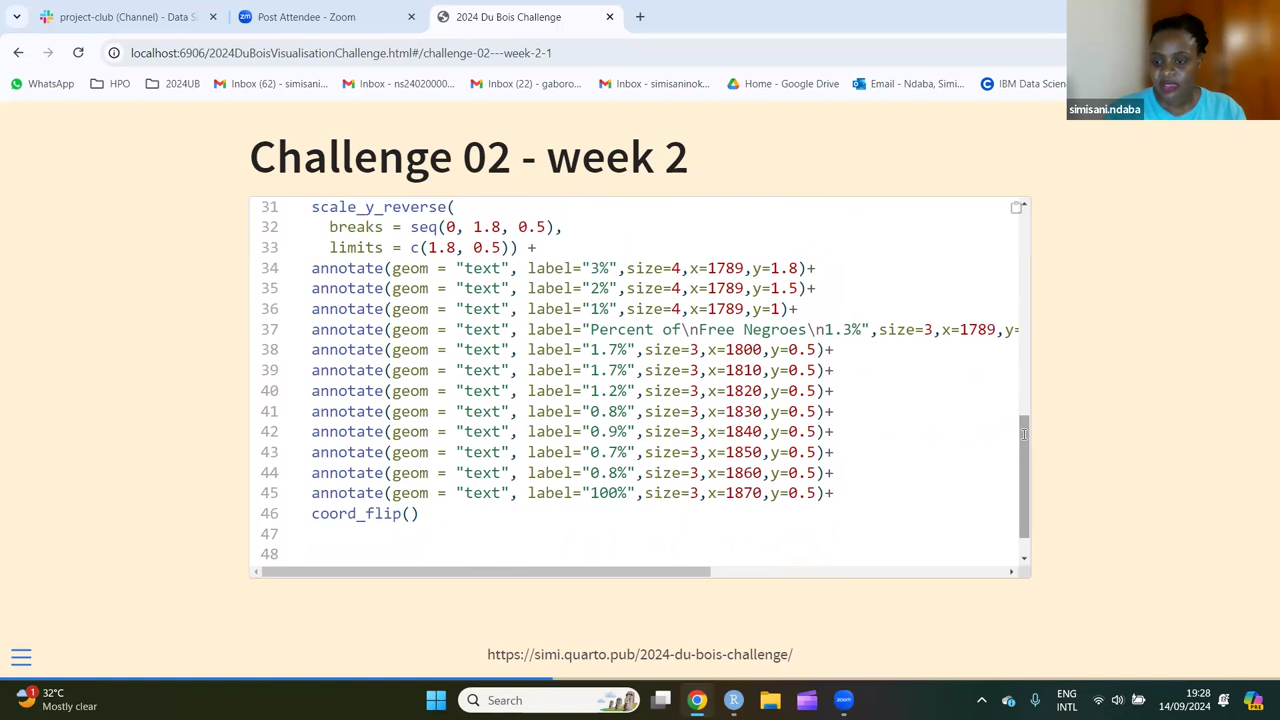 project-club (Channel) - Data S
Post Attendee - Zoom
2024 Du Bois Challenge
localhost:6906/2024DuBoisVisualisationChallenge.html#/challenge-02---week-2-1
WhatsApp
HPO
2024UB
Inbox (62) - simisani...
Inbox - ns24020000...
Inbox (22) - gaboro...
Inbox - simisaninok...
Home - Google Drive
Email - Ndaba, Simi...
IBM Data Scien
simisani.ndaba
Challenge 02 - week 2
31 scale_y_reverse(
32 breaks = seq(0, 1.8, 0.5),
33 limits = c(1.8, 0.5)) +
34 annotate(geom = "text", label="3%",size=4,x=1789,y=1.8)+
35 annotate(geom = "text", label="2%",size=4,x=1789,y=1.5)+
36 annotate(geom = "text", label="1%",size=4,x=1789,y=1)+
37 annotate(geom = "text", label="Percent of\nFree Negroes\n1.3%",size=3,x=1789,y=
38 annotate(geom = "text", label="1.7%",size=3,x=1800,y=0.5)+
39 annotate(geom = "text", label="1.7%",size=3,x=1810,y=0.5)+
40 annotate(geom = "text", label="1.2%",size=3,x=1820,y=0.5)+
41 annotate(geom = "text", label="0.8%",size=3,x=1830,y=0.5)+
42 annotate(geom = "text", label="0.9%",size=3,x=1840,y=0.5)+
43 annotate(geom = "text", label="0.7%",size=3,x=1850,y=0.5)+
44 annotate(geom = "text", label="0.8%",size=3,x=1860,y=0.5)+
45 annotate(geom = "text", label="100%",size=3,x=1870,y=0.5)+
46 coord_flip()
47
48
https://simi.quarto.pub/2024-du-bois-challenge/
1
32°C
Mostly clear
Search
ENG
INTL
19:28
14/09/2024